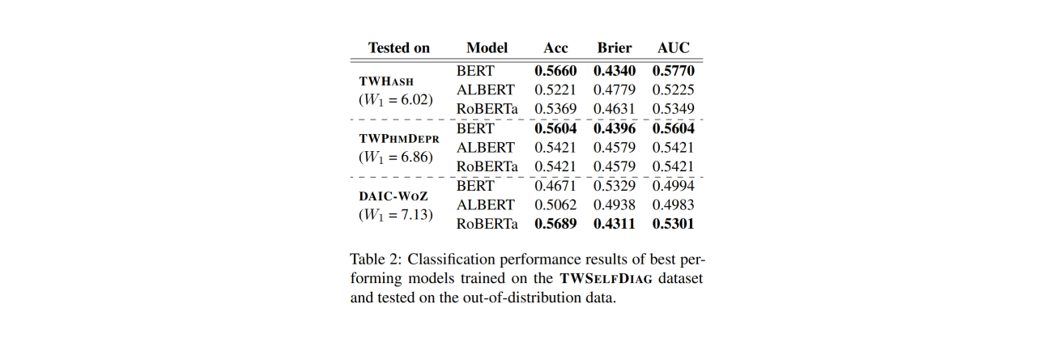 Tested on Model Acc Brier AUC
TWHASH (W1 = 6.02) BERT 0.5660 0.4340 0.5770
ALBERT 0.5221 0.4779 0.5225
RoBERTa 0.5369 0.4631 0.5349
TWPHMDEPR (W1 = 6.86) BERT 0.5604 0.4396 0.5604
ALBERT 0.5421 0.4579 0.5421
RoBERTa 0.5421 0.4579 0.5421
DAIC-WOZ (W1 = 7.13) BERT 0.4671 0.5329 0.4994
ALBERT 0.5062 0.4938 0.4983
RoBERTa 0.5689 0.4311 0.5301
Table 2: Classification performance results of best per-
forming models trained on the TWSELFDIAG dataset
and tested on the out-of-distribution data.